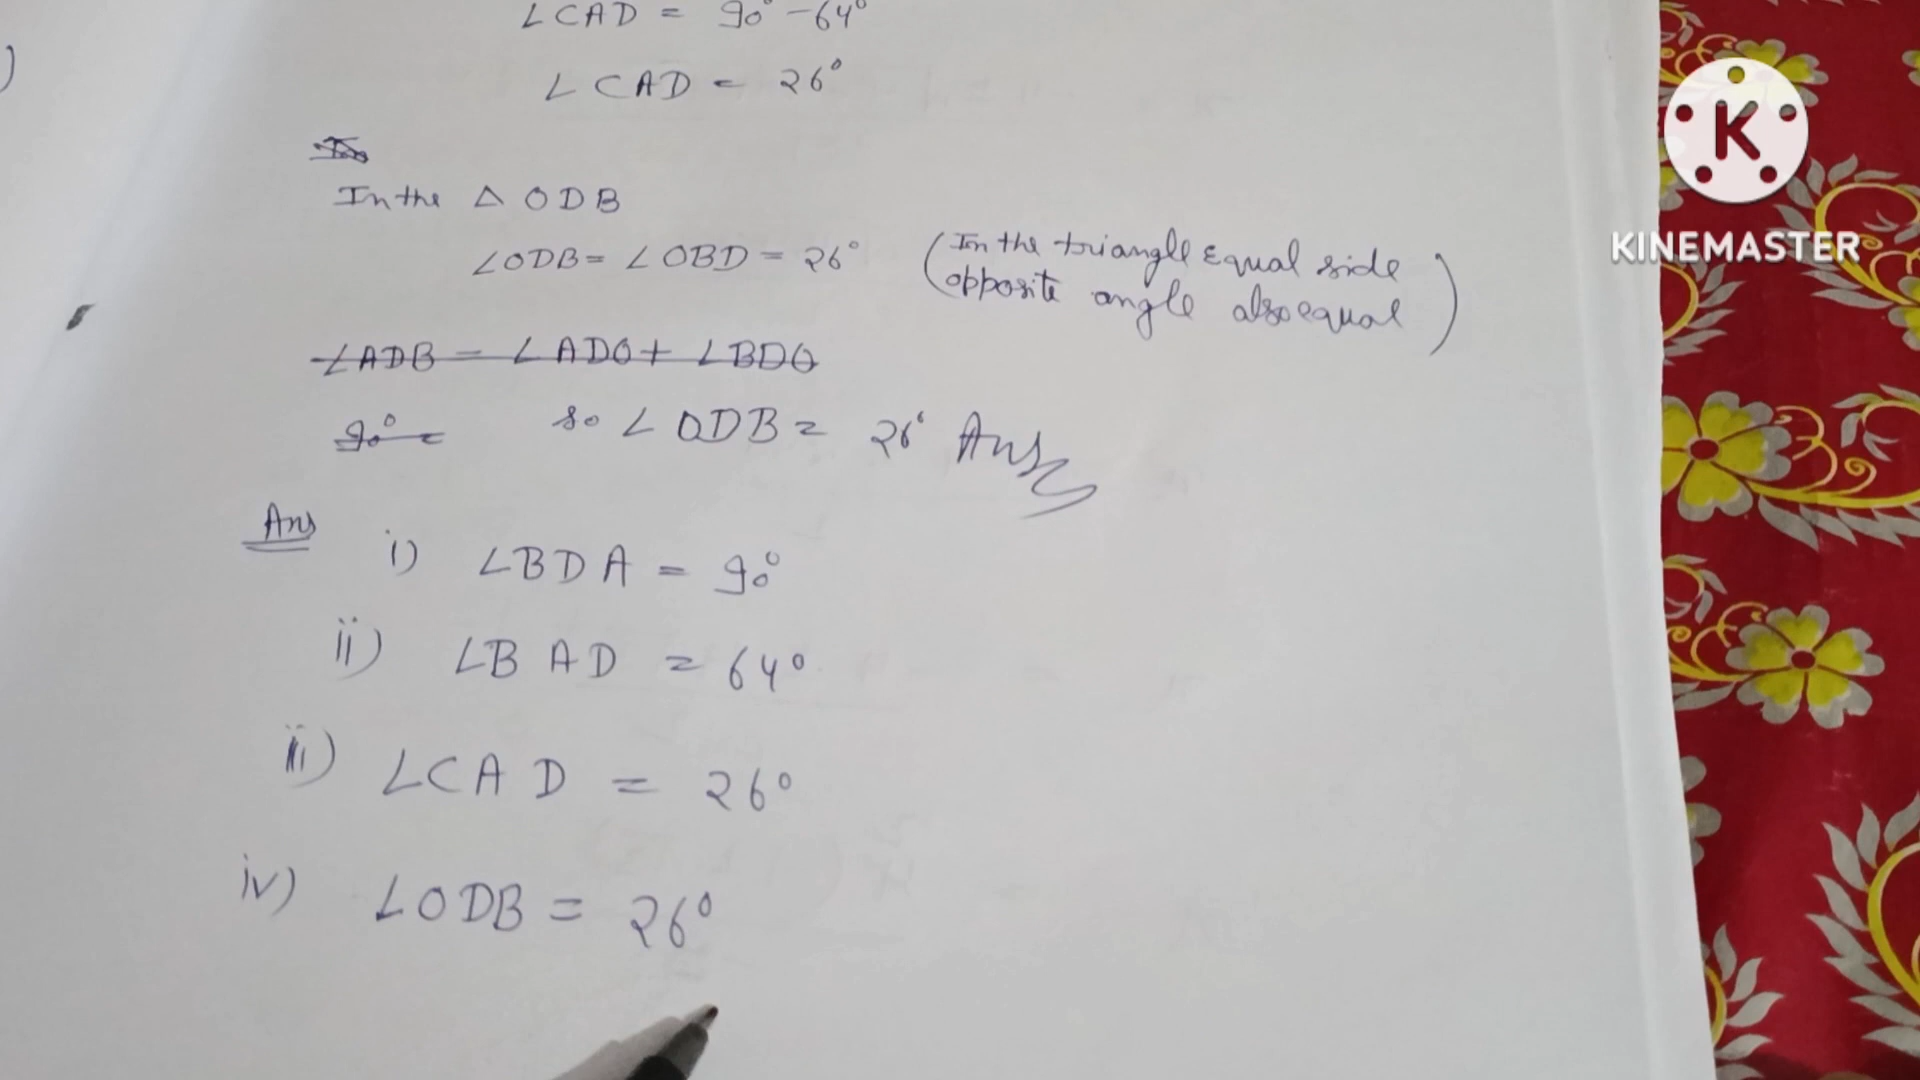 )
∠CAD = 90° - 64°
∠CAD = 26°
In the △ ODB
∠ODB = ∠OBD = 26° (In the triangle equal side opposite angle also equal)
∠ADB = ∠ADO + ∠BDO
90° = so ∠ODB = 26° Ans
Ans
i) ∠BDA = 90°
ii) ∠BAD = 64°
iii) ∠CAD = 26°
iv) ∠ODB = 26°
K
KINEMASTER